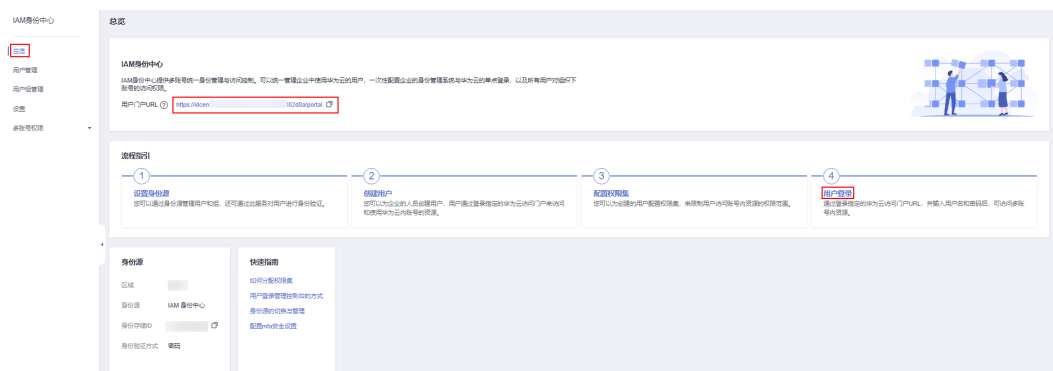 IAM身份中心
总览
总览
用户管理
用户组管理
设置
多账号权限
IAM身份中心
IAM身份中心提供多账号统一身份管理与访问控制。可以统一管理企业中使用华为云的用户，一次性配置企业的身份管理系统与华为云的单点登录，以及所有用户对组织下
账号的访问权限。
用户门户URL ? https://idcen 02d8a/portal
流程指引
1
设置身份源
您可以通过身份源管理用户和组，还可通过此服务对用户进行身份验证。
2
创建用户
您可以为企业的人员创建用户，用户通过登录指定的华为云访问门户来访问
和使用华为云内账号的资源。
3
配置权限集
您可以为创建的用户配置权限集，来限制用户访问账号内资源的权限范围。
4
用户登录
通过登录指定的华为云访问门户URL，并输入用户名和密码后，可访问多账
号内资源。
身份源
区域
身份源 IAM 身份中心
身份存储ID
身份验证方式 密码
快速指南
如何分配权限集
用户登录管理控制台的方式
身份源的切换与管理
配置mfa安全设置